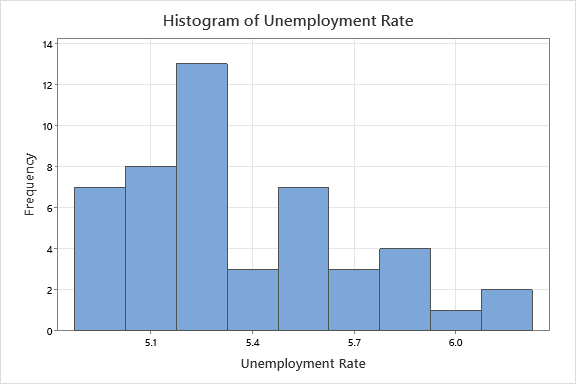 Histogram of Unemployment Rate
14
12
10
8
6
4
2
0
Frequency
5.1 5.4 5.7 6.0
Unemployment Rate